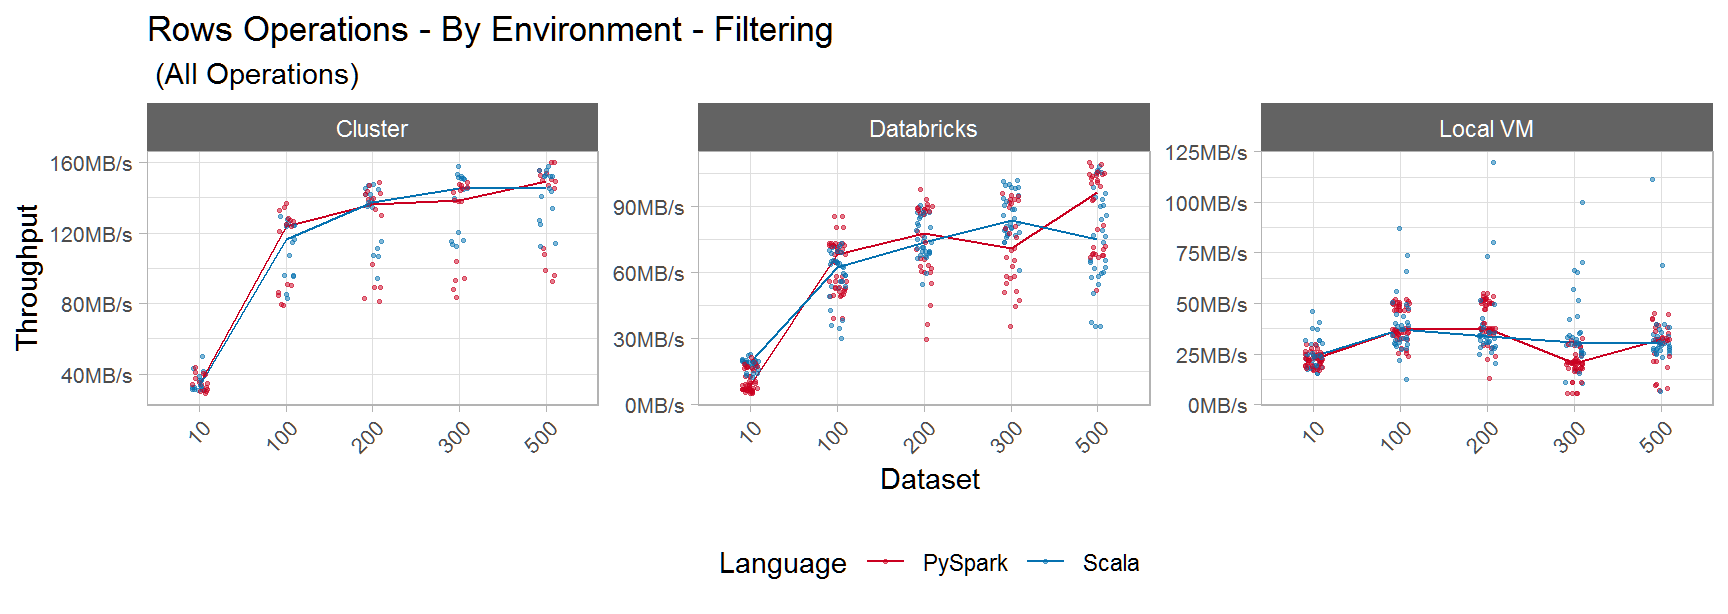 Rows Operations - By Environment - Filtering
(All Operations)
Cluster
Databricks
Local VM
Throughput
160MB/s
120MB/s
80MB/s
40MB/s
90MB/s
60MB/s
30MB/s
0MB/s
125MB/s
100MB/s
75MB/s
50MB/s
25MB/s
0MB/s
10 100 200 300 500
10 100 200 300 500
10 100 200 300 500
Dataset
Language PySpark Scala